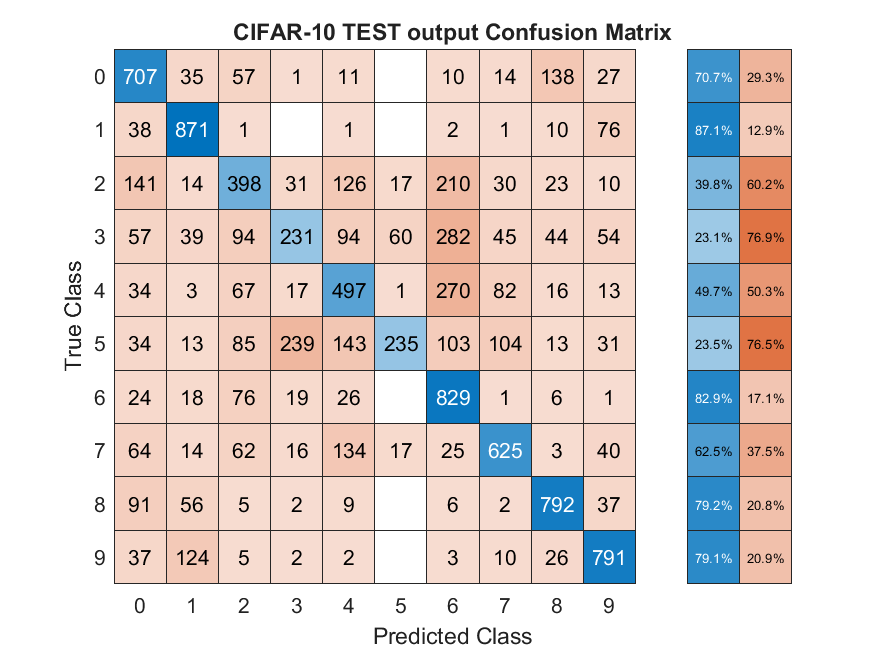 CIFAR-10 TEST output Confusion Matrix
0 707 35 57 1 11 10 14 138 27 70.7% 29.3%
1 38 871 1 1 2 1 10 76 87.1% 12.9%
2 141 14 398 31 126 17 210 30 23 10 39.8% 60.2%
3 57 39 94 231 94 60 282 45 44 54 23.1% 76.9%
4 34 3 67 17 497 1 270 82 16 13 49.7% 50.3%
5 34 13 85 239 143 235 103 104 13 31 23.5% 76.5%
6 24 18 76 19 26 829 1 6 1 82.9% 17.1%
7 64 14 62 16 134 17 25 625 3 40 62.5% 37.5%
8 91 56 5 2 9 6 2 792 37 79.2% 20.8%
9 37 124 5 2 2 3 10 26 791 79.1% 20.9%
0 1 2 3 4 5 6 7 8 9
Predicted Class
True Class